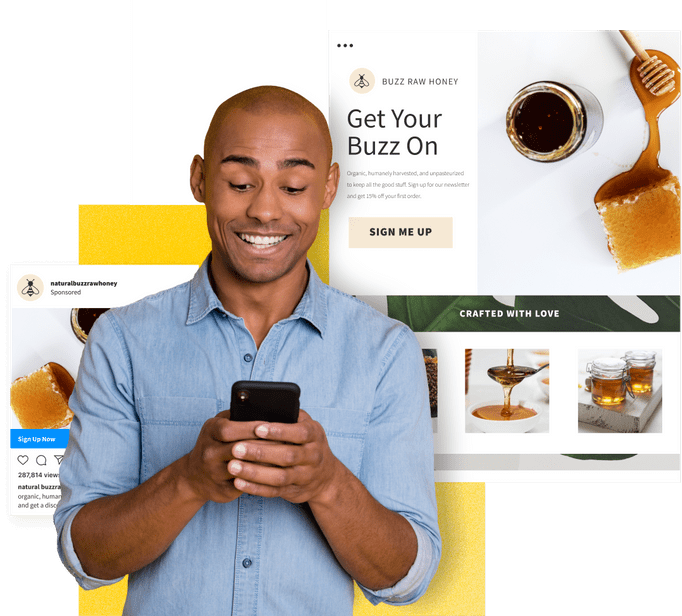 BUZZ RAW HONEY
Get Your
Buzz On
Organic, humanely harvested, and unpasteurized
to keep all the good stuff. Sign up for our newsletter
and get 15% off your first order.
SIGN ME UP
CRAFTED WITH LOVE
naturalbuzzrawhoney
Sponsored
Sign Up Now
287,814 views
natural buzzra
organic, human
and get a disc